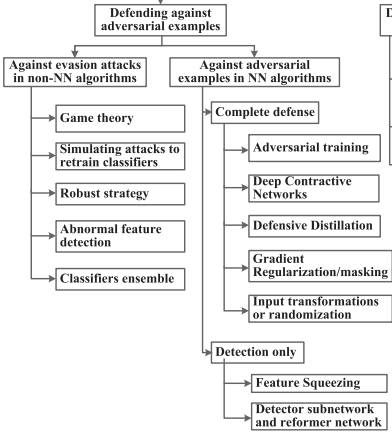 Defending against
adversarial examples
Against evasion attacks
in non-NN algorithms
Against adversarial
examples in NN algorithms
Game theory
Simulating attacks to
retrain classifiers
Robust strategy
Abnormal feature
detection
Classifiers ensemble
Complete defense
Adversarial training
Deep Contractive
Networks
Defensive Distillation
Gradient
Regularization/masking
Input transformations
or randomization
Detection only
Feature Squeezing
Detector subnetwork
and reformer network
D